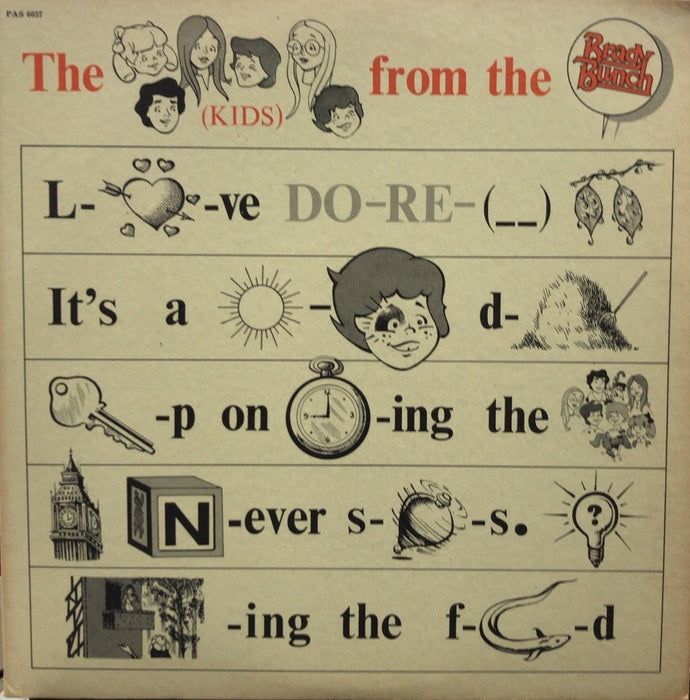 PAS 6037
The (KIDS) from the Brady Bunch
L- -ve DO-RE-(__)
It's a - d-
-p on -ing the
N -ever s- -s. ?
-ing the f- -d